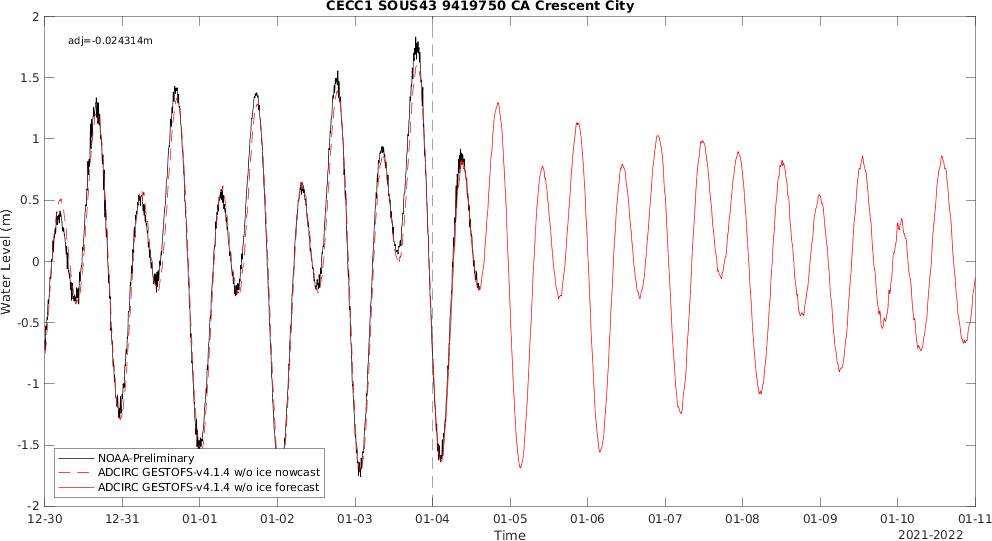 CECC1 SOUS43 9419750 CA Crescent City
adj=-0.024314m
2
1.5
1
0.5
0
-0.5
-1
-1.5
-2
Water Level (m)
NOAA-Preliminary
ADCIRC GESTOFS-v4.1.4 w/o ice nowcast
ADCIRC GESTOFS-v4.1.4 w/o ice forecast
12-30 12-31 01-01 01-02 01-03 01-04 01-05 01-06 01-07 01-08 01-09 01-10 01-11
Time
2021-2022